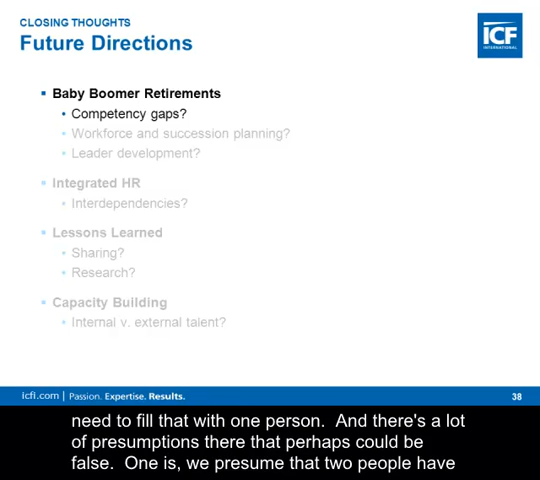 CLOSING THOUGHTS
Future Directions
ICF
INTERNATIONAL
Baby Boomer Retirements
Competency gaps?
Workforce and succession planning?
Leader development?
Integrated HR
Interdependencies?
Lessons Learned
Sharing?
Research?
Capacity Building
Internal v. external talent?
icfi.com | Passion. Expertise. Results.
38
need to fill that with one person. And there's a lot
of presumptions there that perhaps could be
false. One is, we presume that two people have